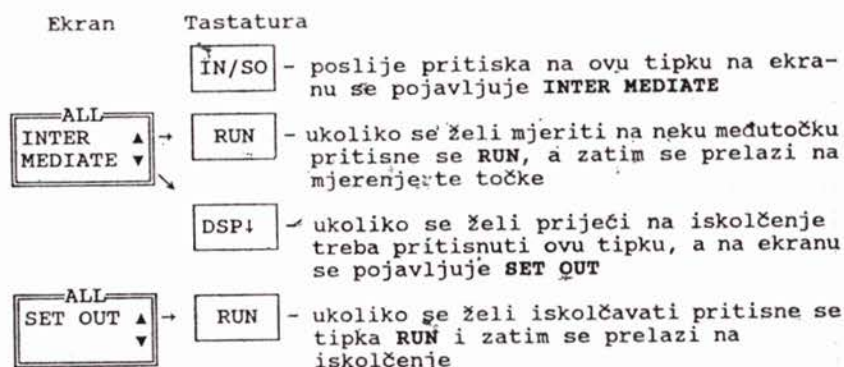 Ekran Tastatura
IN/SO - poslije pritiska na ovu tipku na ekra-
nu se pojavljuje INTER MEDIATE
ALL
INTER ▲ → RUN - ukoliko se želi mjeriti na neku međutočku
MEDIATE ▼ pritisne se RUN, a zatim se prelazi na
mjerenje te točke
DSP↓ - ukoliko se želi prijeći na iskolčenje
treba pritisnuti ovu tipku, a na ekranu
se pojavljuje SET OUT
ALL
SET OUT ▲ → RUN - ukoliko se želi iskolčavati pritisne se
▼ tipka RUN i zatim se prelazi na
iskolčenje